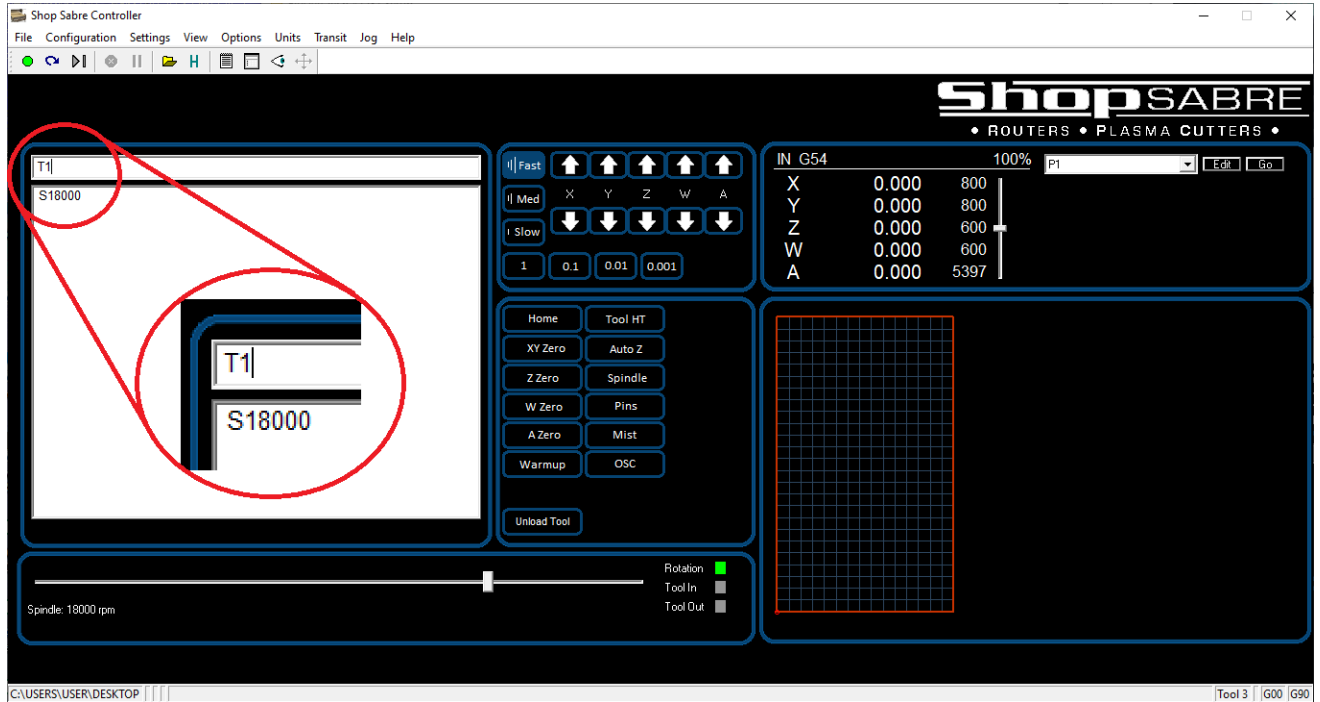 Shop Sabre Controller
File Configuration Settings View Options Units Transit Jog Help
H
ShopSABRE
• ROUTERS • PLASMA CUTTERS •
T1
S18000
T1
S18000
Fast
Med
Slow
X Y Z W A
1 0.1 0.01 0.001
IN G54 100% P1 Edit Go
X 0.000 800
Y 0.000 800
Z 0.000 600
W 0.000 600
A 0.000 5397
Home Tool HT
XY Zero Auto Z
Z Zero Spindle
W Zero Pins
A Zero Mist
Warmup OSC
Unload Tool
Rotation
Tool In
Tool Out
Spindle: 18000 rpm
C:\USERS\USER\DESKTOP Tool 3 G00 G90